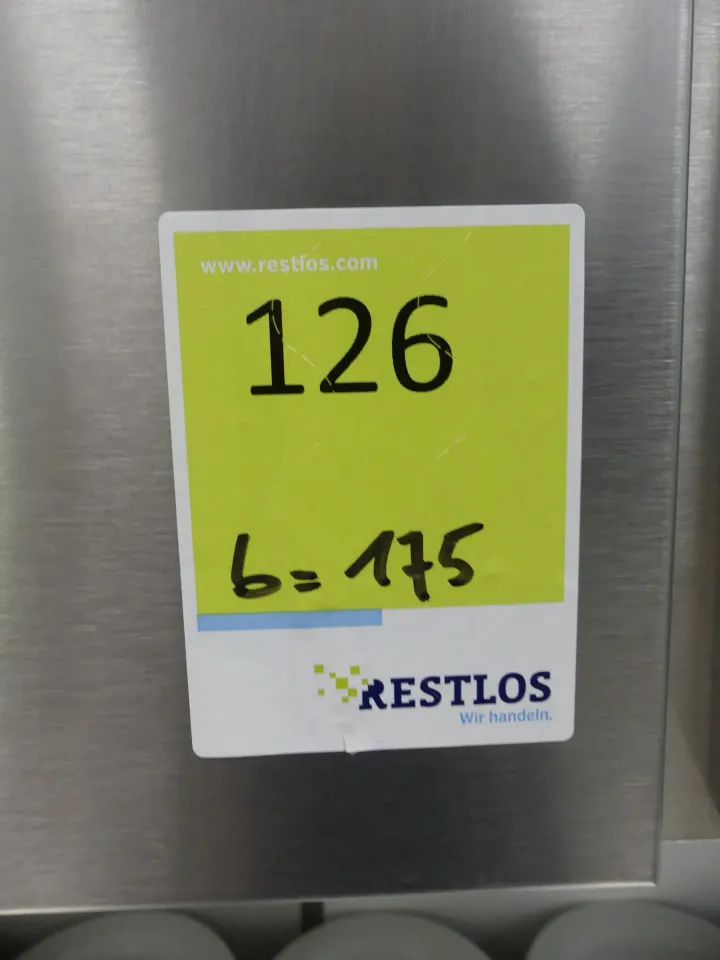 www.restlos.com
126
b= 175
RESTLOS
Wir handeln.